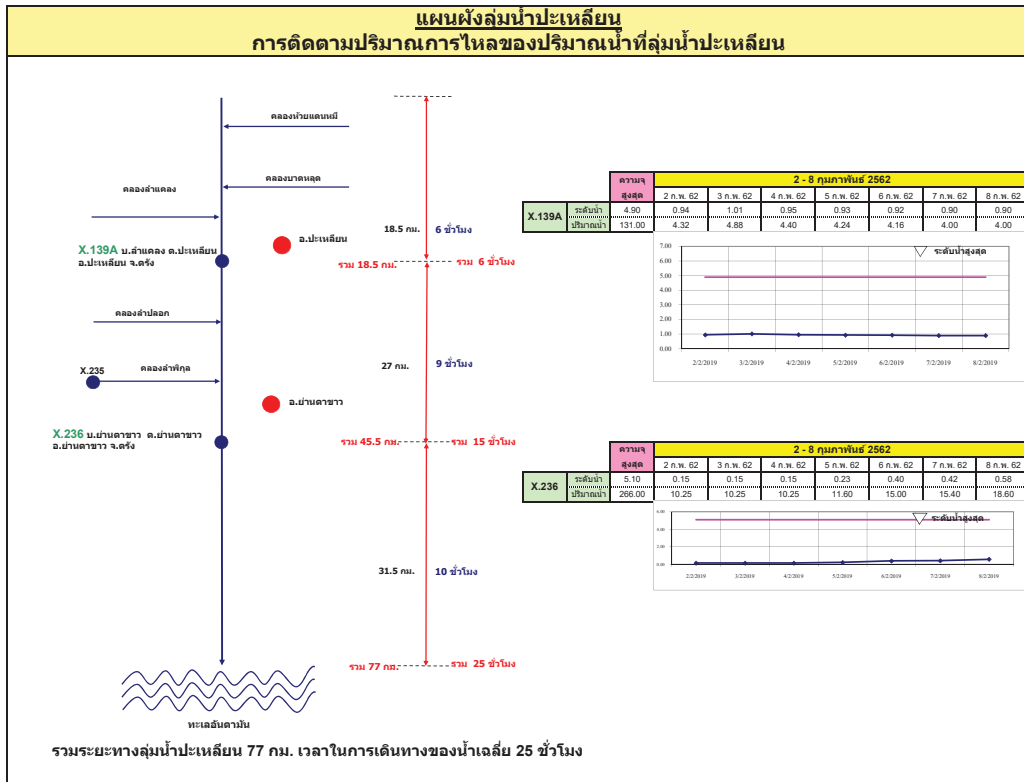 แผนผังลุ่มน้ำปะเหลียน
การติดตามปริมาณการไหลของปริมาณน้ำที่ลุ่มน้ำปะเหลียน
คลองห้วยแดนหมี
คลองบาดหลุด
คลองลำแคลง
X.139A บ.ลำแคลง ต.ปะเหลียน
อ.ปะเหลียน จ.ตรัง
อ.ปะเหลียน
18.5 กม.
6 ชั่วโมง
รวม 18.5 กม.
รวม 6 ชั่วโมง
คลองลำปลอก
X.235
คลองลำพิกุล
27 กม.
9 ชั่วโมง
อ.ย่านตาขาว
X.236 บ.ย่านตาขาว ต.ย่านตาขาว
อ.ย่านตาขาว จ.ตรัง
รวม 45.5 กม.
รวม 15 ชั่วโมง
31.5 กม.
10 ชั่วโมง
รวม 77 กม.
รวม 25 ชั่วโมง
ทะเลอันดามัน
รวมระยะทางลุ่มน้ำปะเหลียน 77 กม. เวลาในการเดินทางของน้ำเฉลี่ย 25 ชั่วโมง
ความจุ 2 - 8 กุมภาพันธ์ 2562
สูงสุด 2 ก.พ. 62 3 ก.พ. 62 4 ก.พ. 62 5 ก.พ. 62 6 ก.พ. 62 7 ก.พ. 62 8 ก.พ. 62
X.139A
ระดับน้ำ 4.90 0.94 1.01 0.95 0.93 0.92 0.90 0.90
ปริมาณน้ำ 131.00 4.32 4.88 4.40 4.24 4.16 4.00 4.00
ระดับน้ำสูงสุด
7.00
6.00
5.00
4.00
3.00
2.00
1.00
0.00
2/2/2019 3/2/2019 4/2/2019 5/2/2019 6/2/2019 7/2/2019 8/2/2019
ความจุ 2 - 8 กุมภาพันธ์ 2562
สูงสุด 2 ก.พ. 62 3 ก.พ. 62 4 ก.พ. 62 5 ก.พ. 62 6 ก.พ. 62 7 ก.พ. 62 8 ก.พ. 62
X.236
ระดับน้ำ 5.10 0.15 0.15 0.15 0.23 0.40 0.42 0.58
ปริมาณน้ำ 266.00 10.25 10.25 10.25 11.60 15.00 15.40 18.60
ระดับน้ำสูงสุด
6.00
4.00
2.00
0.00
2/2/2019 3/2/2019 4/2/2019 5/2/2019 6/2/2019 7/2/2019 8/2/2019